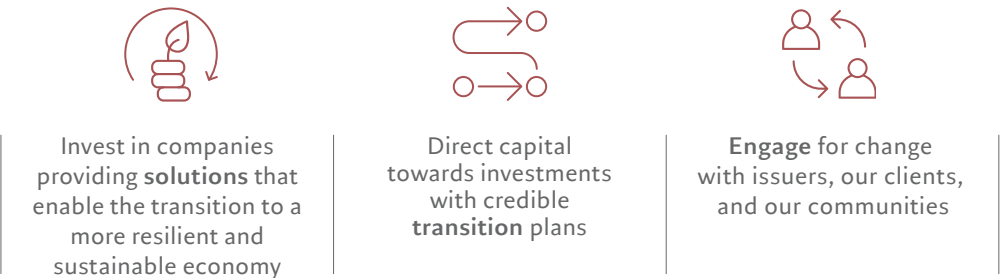 Invest in companies
providing solutions that
enable the transition to a
more resilient and
sustainable economy
Direct capital
towards investments
with credible
transition plans
Engage for change
with issuers, our clients,
and our communities